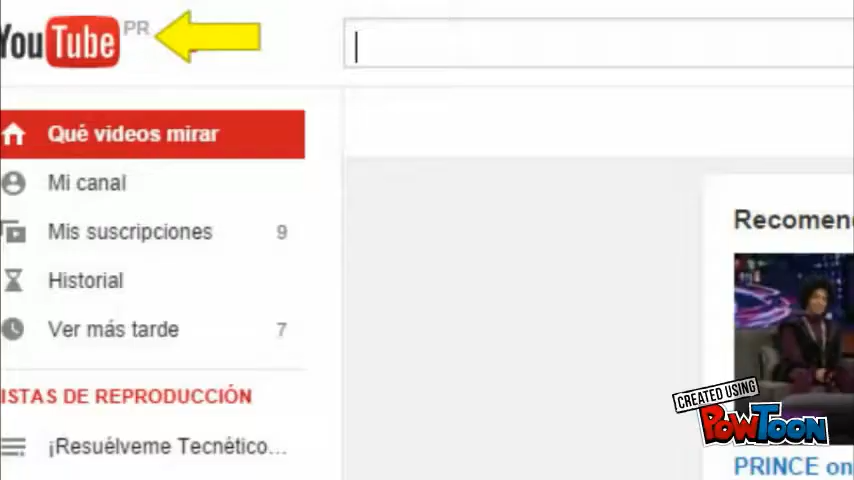 YouTube PR
Qué videos mirar
Mi canal
Mis suscripciones 9
Historial
Ver más tarde 7
ISTAS DE REPRODUCCIÓN
¡Resuélveme Tecnético...
Recomen
PRINCE on
CREATED USING
POWTOON